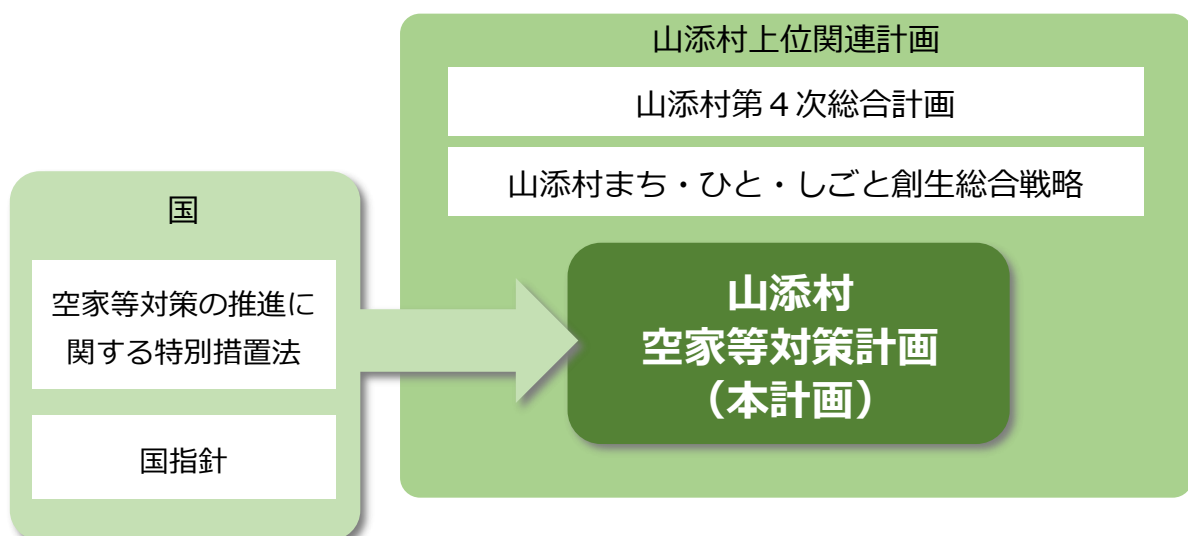 山添村上位関連計画
山添村第４次総合計画
山添村まち・ひと・しごと創生総合戦略
国
空家等対策の推進に
関する特別措置法
国指針
山添村
空家等対策計画
（本計画）